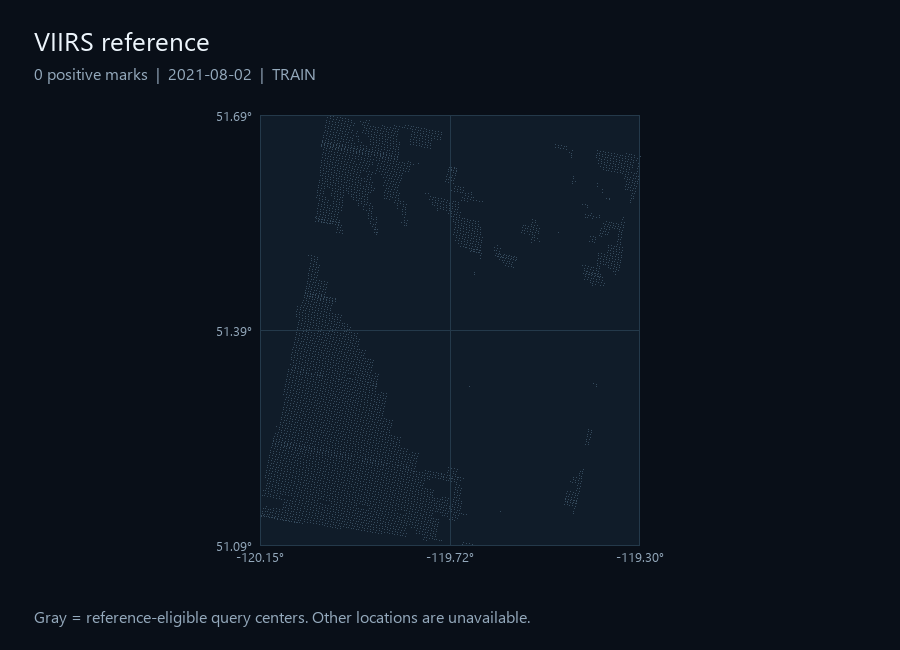 VIIRS reference
0 positive marks | 2021-08-02 | TRAIN
51.69°
51.39°
51.09°
-120.15°
-119.72°
-119.30°
Gray = reference-eligible query centers. Other locations are unavailable.